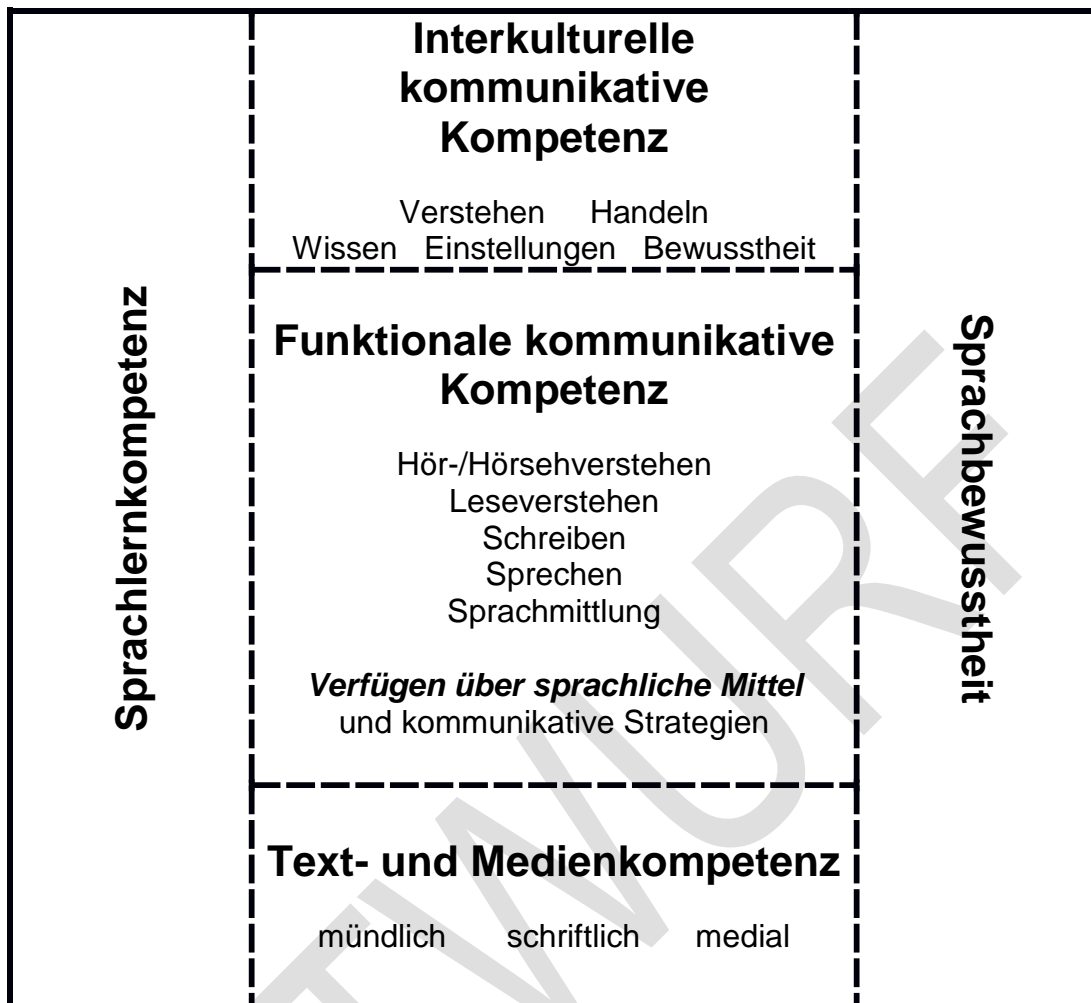 Interkulturelle
kommunikative
Kompetenz
Verstehen Handeln
Wissen Einstellungen Bewusstheit
Sprachlernkompetenz
Funktionale kommunikative
Kompetenz
Hör-/Hörsehverstehen
Leseverstehen
Schreiben
Sprechen
Sprachmittlung
Verfügen über sprachliche Mittel
und kommunikative Strategien
Sprachbewusstheit
Text- und Medienkompetenz
mündlich schriftlich medial
TWURF